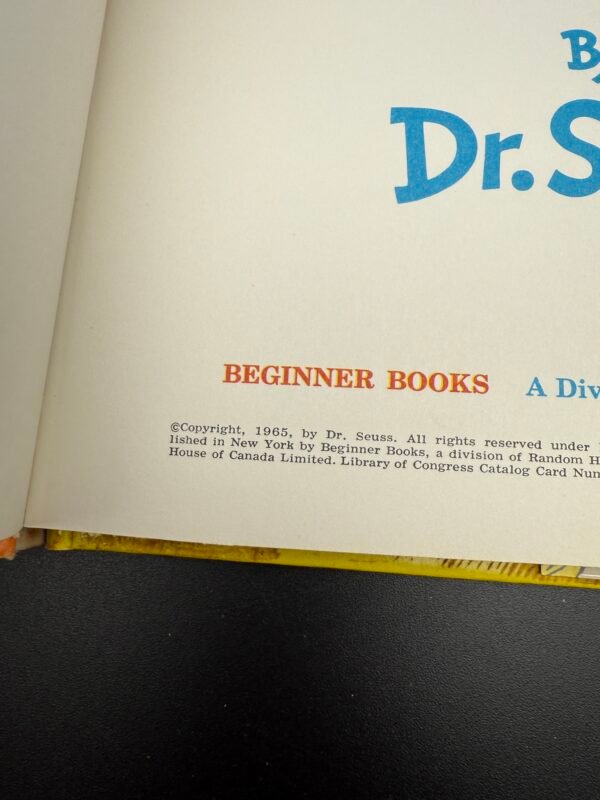 By
Dr. S
BEGINNER BOOKS A Div
©Copyright, 1965, by Dr. Seuss. All rights reserved under
lished in New York by Beginner Books, a division of Random H
House of Canada Limited. Library of Congress Catalog Card Num